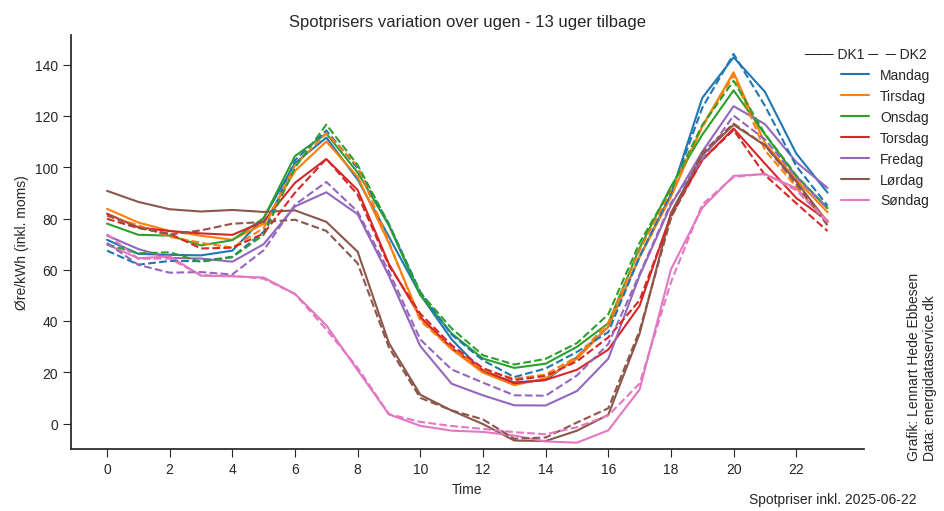 Spotprisers variation over ugen - 13 uger tilbage
Øre/kWh (inkl. moms)
140
120
100
80
60
40
20
0
0 2 4 6 8 10 12 14 16 18 20 22
Time
DK1 DK2
Mandag
Tirsdag
Onsdag
Torsdag
Fredag
Lørdag
Søndag
Grafik: Lennart Hede Ebbesen
Data: energidataservice.dk
Spotpriser inkl. 2025-06-22